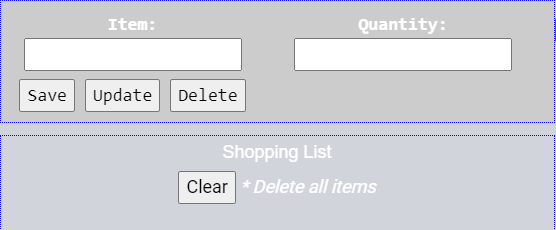 Item: Quantity:
Save Update Delete
Shopping List
Clear * Delete all items